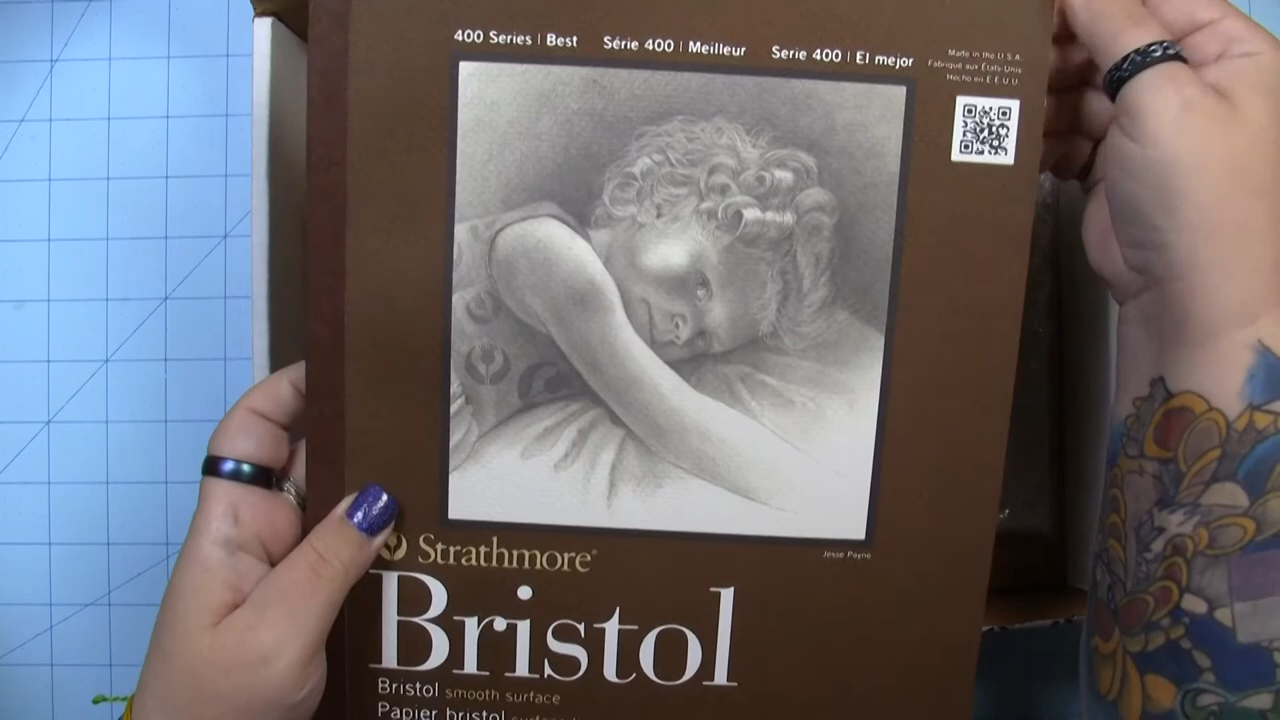 400 Series | Best Série 400 | Meilleur Serie 400 | El mejor
Made in the U.S.A.
Fabriqué aux États-Unis
Hecho en E.E.U.U.
Jesse Payne
Strathmore®
Bristol
Bristol smooth surface
Papier bristol